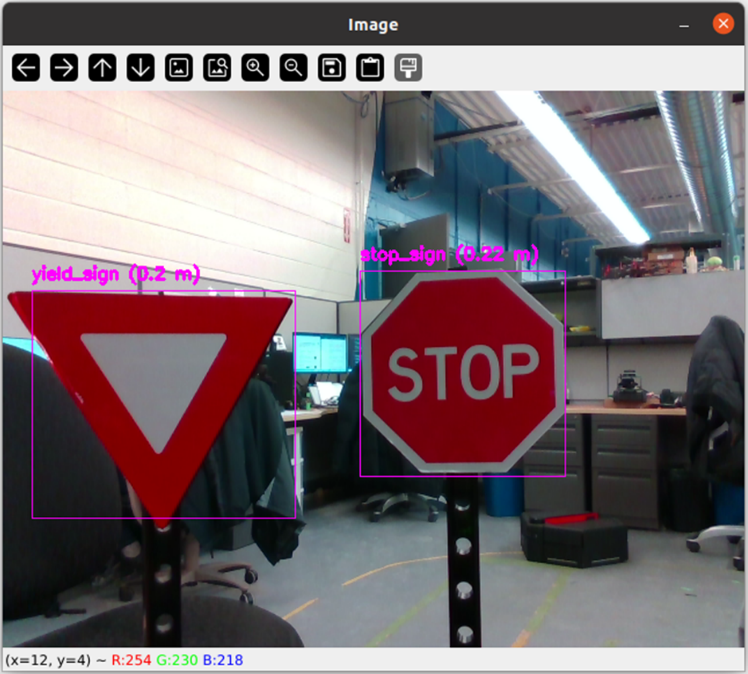 Image
stop_sign (0.22 m)
yield_sign (0.2 m)
STOP
(x=12, y=4) ~ R:254 G:230 B:218